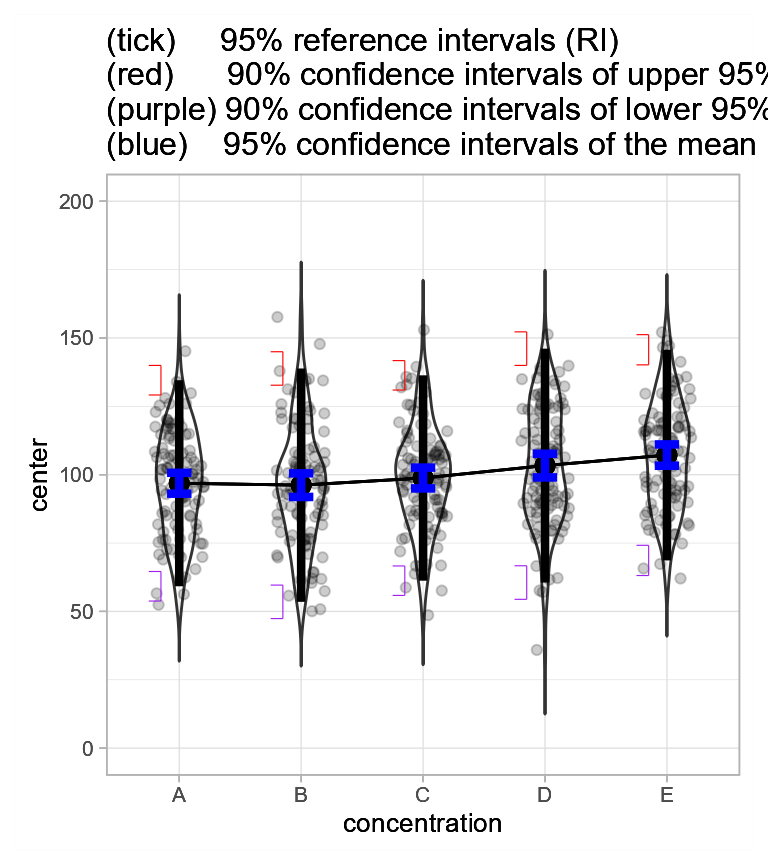 (tick) 95% reference intervals (RI)
(red) 90% confidence intervals of upper 95%
(purple) 90% confidence intervals of lower 95%
(blue) 95% confidence intervals of the mean
200
150
100
50
0
center
A B C D E
concentration